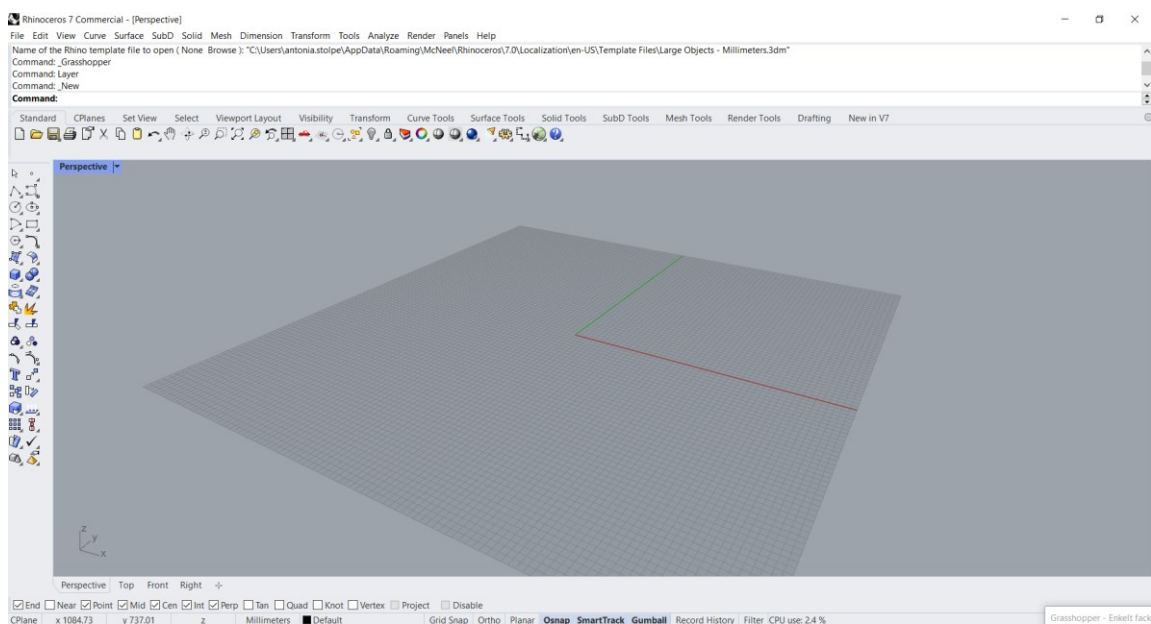 Rhinoceros 7 Commercial - [Perspective]
File Edit View Curve Surface SubD Solid Mesh Dimension Transform Tools Analyze Render Panels Help
Name of the Rhino template file to open ( None Browse ): "C:\Users\antonia.stolpe\AppData\Roaming\McNeel\Rhinoceros\7.0\Localization\en-US\Template Files\Large Objects - Millimeters.3dm"
Command: _Grasshopper
Command: Layer
Command: _New
Command:
Standard CPlanes Set View Select Viewport Layout Visibility Transform Curve Tools Surface Tools Solid Tools SubD Tools Mesh Tools Render Tools Drafting New in V7
Perspective
z
y
x
Perspective Top Front Right
End Near Point Mid Cen Int Perp Tan Quad Knot Vertex Project Disable
CPlane x 1084.73 y 737.01 z Millimeters Default Grid Snap Ortho Planar Osnap SmartTrack Gumball Record History Filter CPU use: 2.4 %
Grasshopper - Enkelt fack